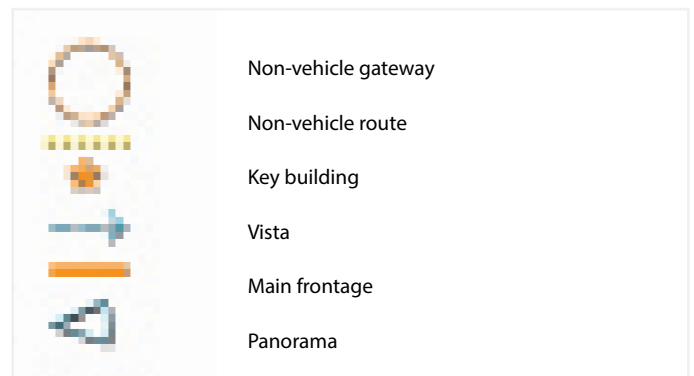 Non-vehicle gateway
Non-vehicle route
Key building
Vista
Main frontage
Panorama